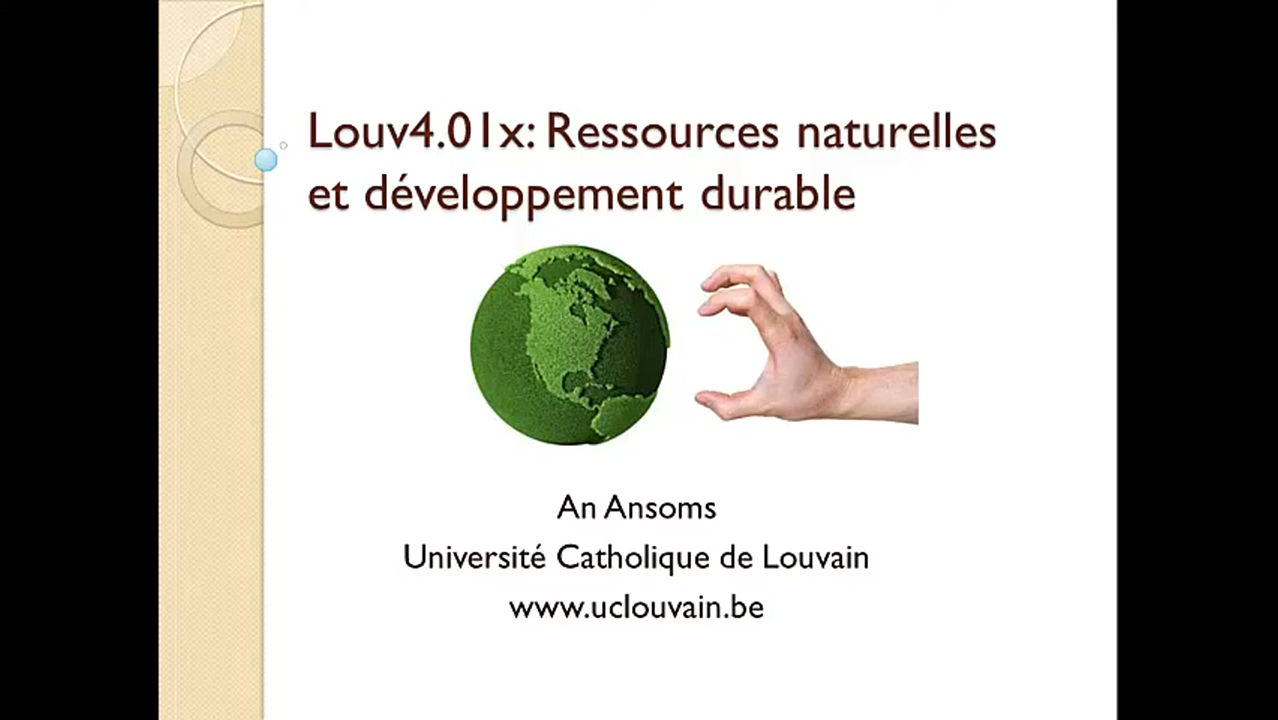 Louv4.01x: Ressources naturelles
et développement durable
An Ansoms
Université Catholique de Louvain
www.uclouvain.be